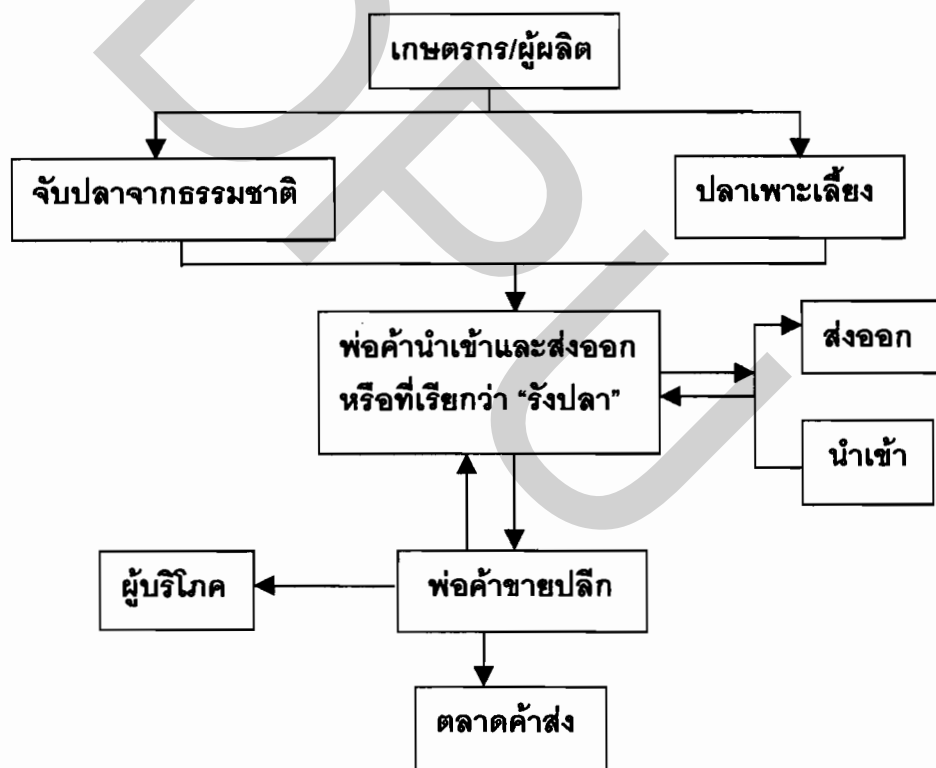 เกษตรกร/ผู้ผลิต
จับปลาจากธรรมชาติ
ปลาเพาะเลี้ยง
พ่อค้านำเข้าและส่งออก
หรือที่เรียกว่า “รังปลา”
ส่งออก
นำเข้า
ผู้บริโภค
พ่อค้าขายปลีก
ตลาดค้าส่ง
DPU